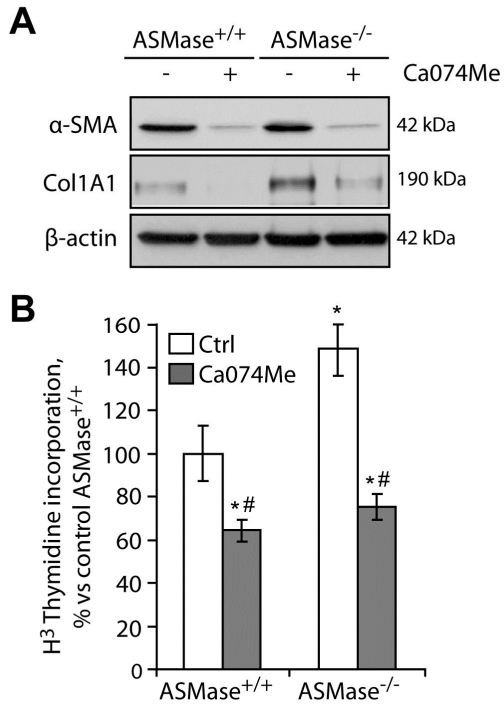 A
ASMase+/+ ASMase-/-
- + - + Ca074Me
α-SMA 42 kDa
Col1A1 190 kDa
β-actin 42 kDa
B
H3 Thymidine incorporation,
% vs control ASMase+/+
160
140
120
100
80
60
40
20
0
Ctrl
Ca074Me
*#
*
*#
ASMase+/+ ASMase-/-